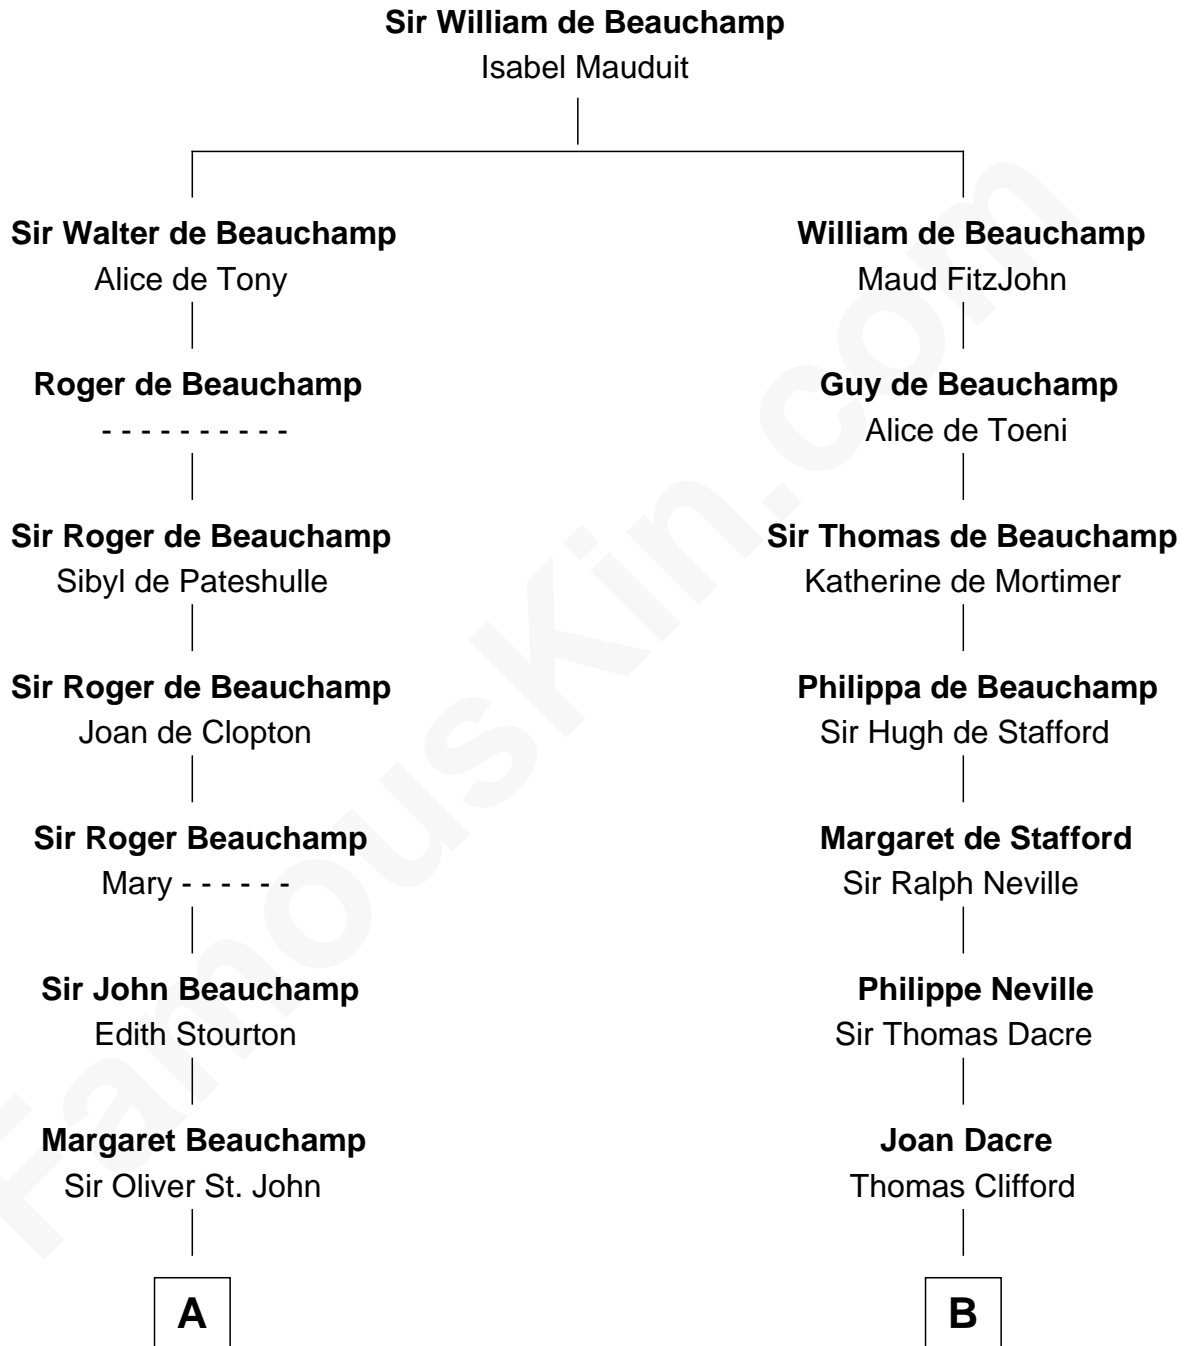 Sir William de Beauchamp
Isabel Mauduit
Sir Walter de Beauchamp
Alice de Tony
William de Beauchamp
Maud FitzJohn
Roger de Beauchamp
- - - - - - - - - -
Guy de Beauchamp
Alice de Toeni
Sir Roger de Beauchamp
Sibyl de Pateshulle
Sir Thomas de Beauchamp
Katherine de Mortimer
Sir Roger de Beauchamp
Joan de Clopton
Philippa de Beauchamp
Sir Hugh de Stafford
Sir Roger Beauchamp
Mary - - - - - -
Margaret de Stafford
Sir Ralph Neville
Sir John Beauchamp
Edith Stourton
Philippe Neville
Sir Thomas Dacre
Margaret Beauchamp
Sir Oliver St. John
Joan Dacre
Thomas Clifford
A
B
FamousKin.com